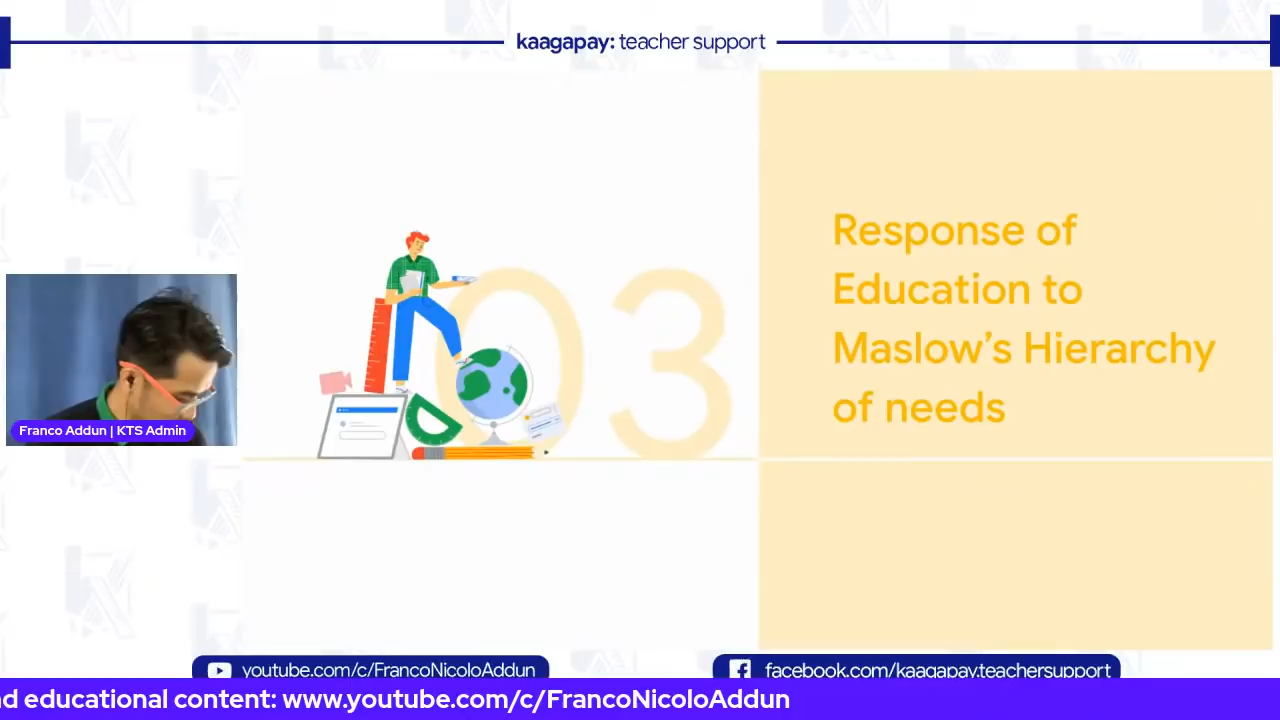 kaagapay: teacher support
03
Response of
Education to
Maslow's Hierarchy
of needs
Franco Addun | KTS Admin
youtube.com/c/FrancoNicoloAddun
facebook.com/kaagapay.teachersupport
educational content: www.youtube.com/c/FrancoNicoloAddun